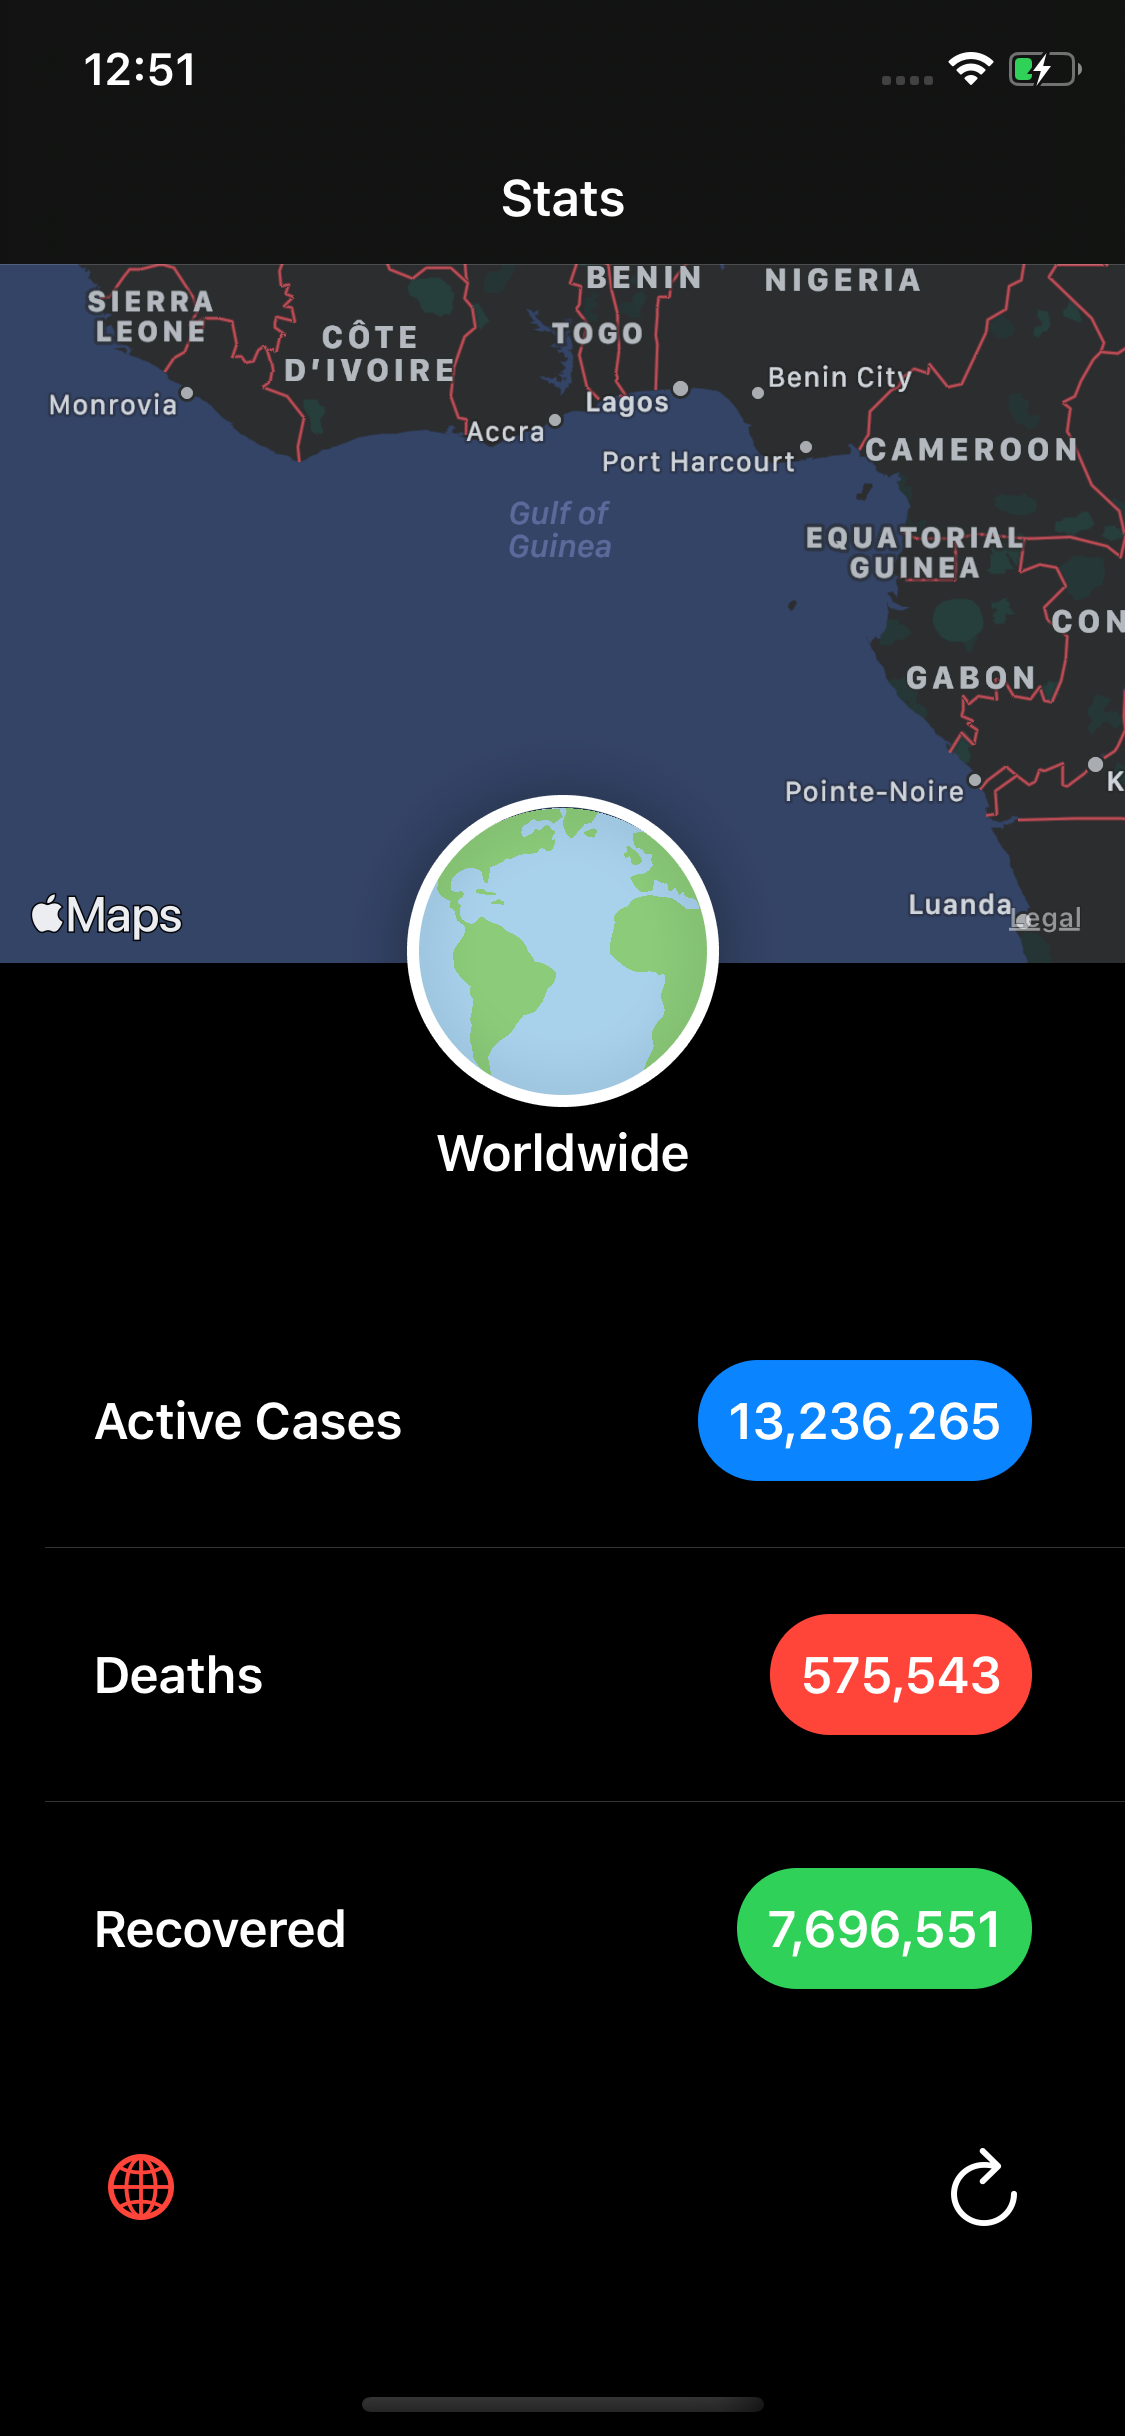 12:51
Stats
BENIN
NIGERIA
SIERRA
LEONE
CÔTE
D'IVOIRE
TOGO
Benin City
Monrovia
Lagos
Accra
Port Harcourt
CAMEROON
Gulf of
Guinea
EQUATORIAL
GUINEA
CON
GABON
Pointe-Noire
K
Luanda
Legal
Maps
Worldwide
Active Cases
13,236,265
Deaths
575,543
Recovered
7,696,551